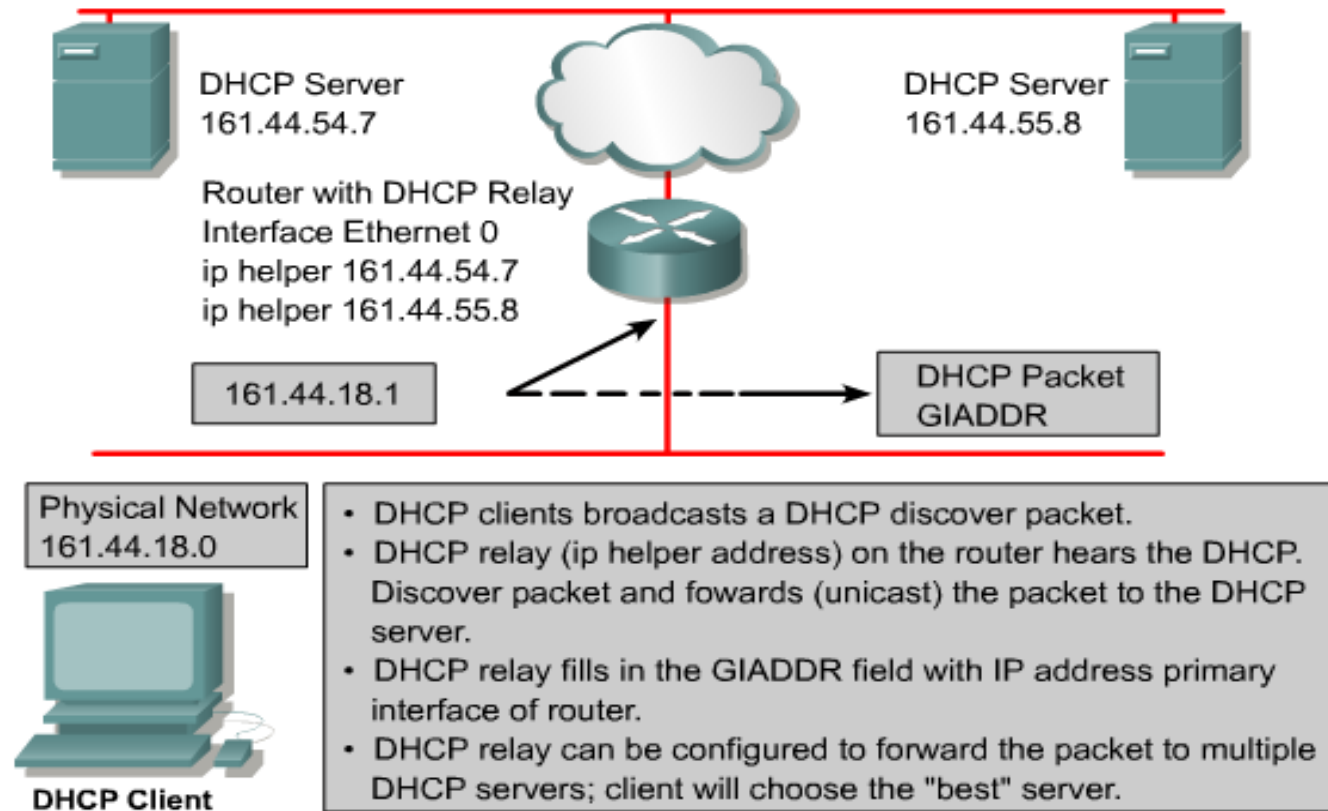 DHCP Server
161.44.54.7
DHCP Server
161.44.55.8
Router with DHCP Relay
Interface Ethernet 0
ip helper 161.44.54.7
ip helper 161.44.55.8
161.44.18.1
DHCP Packet
GIADDR
Physical Network
161.44.18.0
DHCP Client
• DHCP clients broadcasts a DHCP discover packet.
• DHCP relay (ip helper address) on the router hears the DHCP.
Discover packet and fowards (unicast) the packet to the DHCP
server.
• DHCP relay fills in the GIADDR field with IP address primary
interface of router.
• DHCP relay can be configured to forward the packet to multiple
DHCP servers; client will choose the "best" server.